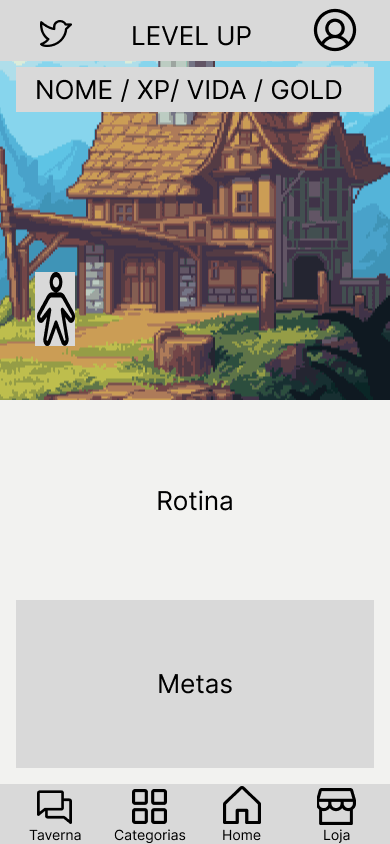 LEVEL UP
NOME / XP/ VIDA / GOLD
Rotina
Metas
Taverna
Categorias
Home
Loja